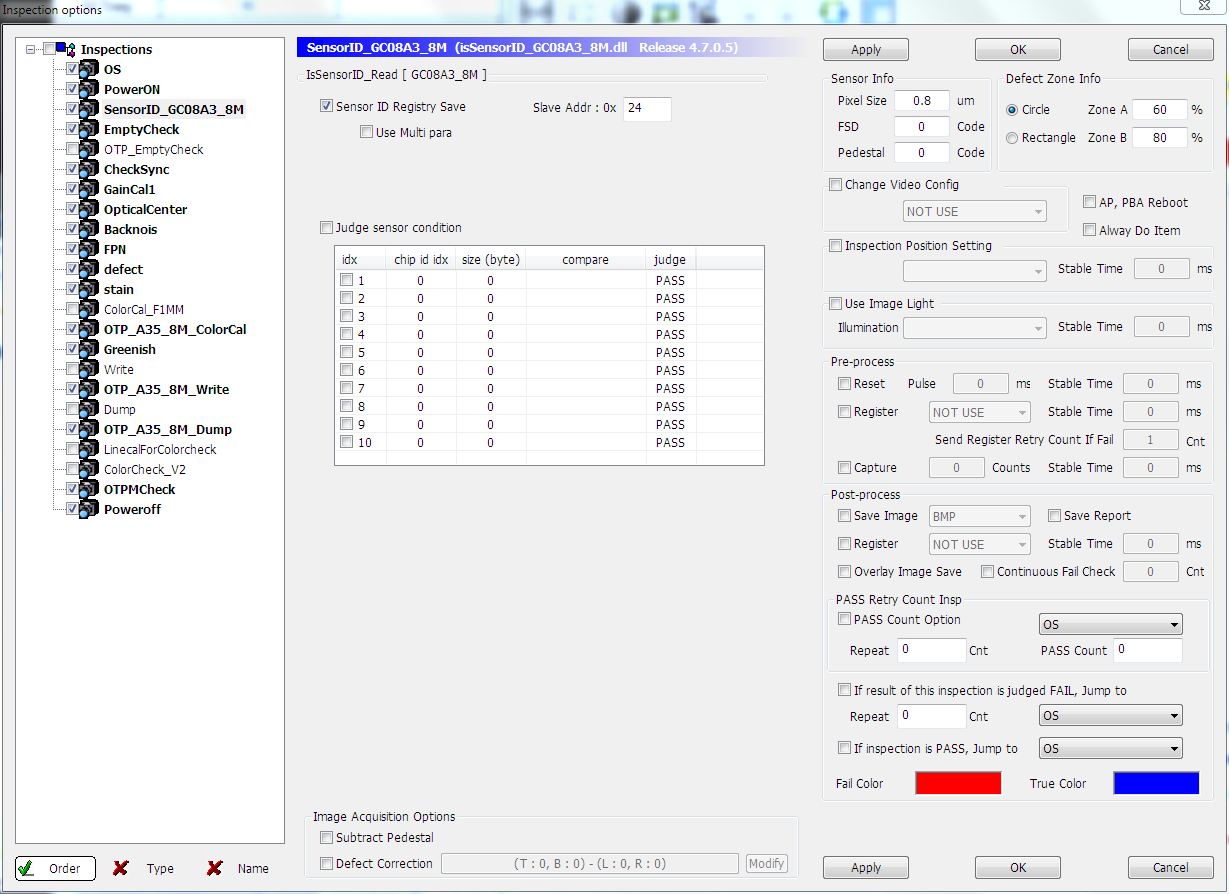 Inspection options
Inspections
OS
PowerON
SensorID_GC08A3_8M
EmptyCheck
OTP_EmptyCheck
CheckSync
GainCal1
OpticalCenter
Backnois
FPN
defect
stain
ColorCal_F1MM
OTP_A35_8M_ColorCal
Greenish
Write
OTP_A35_8M_Write
Dump
OTP_A35_8M_Dump
LinecalForColorcheck
ColorCheck_V2
OTPMCheck
Poweroff
Order Type Name
SensorID_GC08A3_8M (isSensorID_GC08A3_8M.dll Release 4.7.0.5)
IsSensorID_Read [ GC08A3_8M ]
Sensor ID Registry Save Slave Addr : 0x 24
Use Multi para
Judge sensor condition
idx chip id idx size (byte) compare judge
1 0 0 PASS
2 0 0 PASS
3 0 0 PASS
4 0 0 PASS
5 0 0 PASS
6 0 0 PASS
7 0 0 PASS
8 0 0 PASS
9 0 0 PASS
10 0 0 PASS
Image Acquisition Options
Subtract Pedestal
Defect Correction (T : 0, B : 0) - (L : 0, R : 0) Modify
Apply OK Cancel
Sensor Info
Pixel Size 0.8 um
FSD 0 Code
Pedestal 0 Code
Defect Zone Info
Circle Zone A 60 %
Rectangle Zone B 80 %
Change Video Config
NOT USE
AP, PBA Reboot
Alway Do Item
Inspection Position Setting
Stable Time 0 ms
Use Image Light
Illumination Stable Time 0 ms
Pre-process
Reset Pulse 0 ms Stable Time 0 ms
Register NOT USE Stable Time 0 ms
Send Register Retry Count If Fail 1 Cnt
Capture 0 Counts Stable Time 0 ms
Post-process
Save Image BMP Save Report
Register NOT USE Stable Time 0 ms
Overlay Image Save Continuous Fail Check 0 Cnt
PASS Retry Count Insp
PASS Count Option OS
Repeat 0 Cnt PASS Count 0
If result of this inspection is judged FAIL, Jump to
Repeat 0 Cnt OS
If inspection is PASS, Jump to OS
Fail Color True Color
Apply OK Cancel